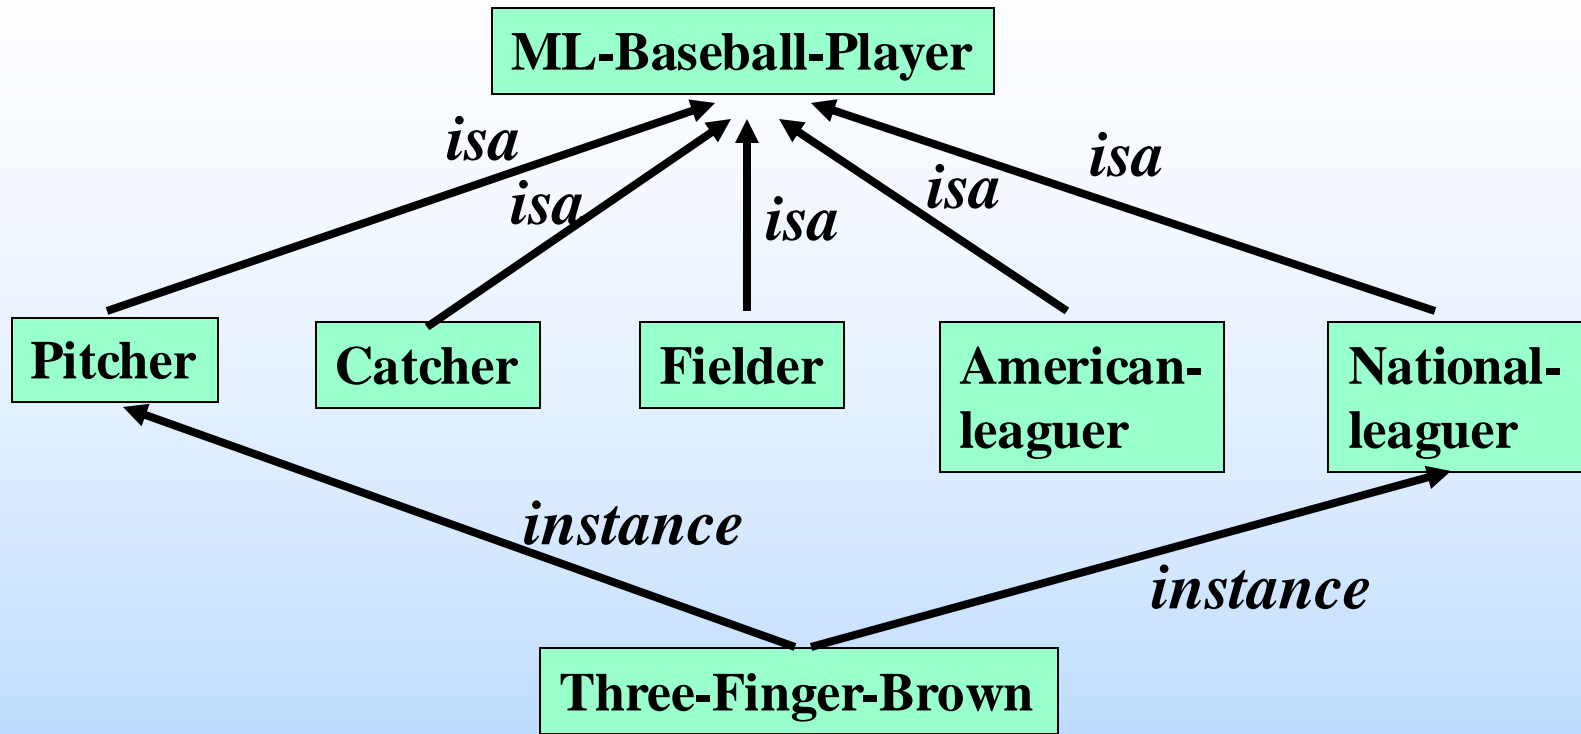 ML-Baseball-Player
isa
isa
isa
isa
isa
Pitcher
Catcher
Fielder
American-
leaguer
National-
leaguer
instance
instance
Three-Finger-Brown